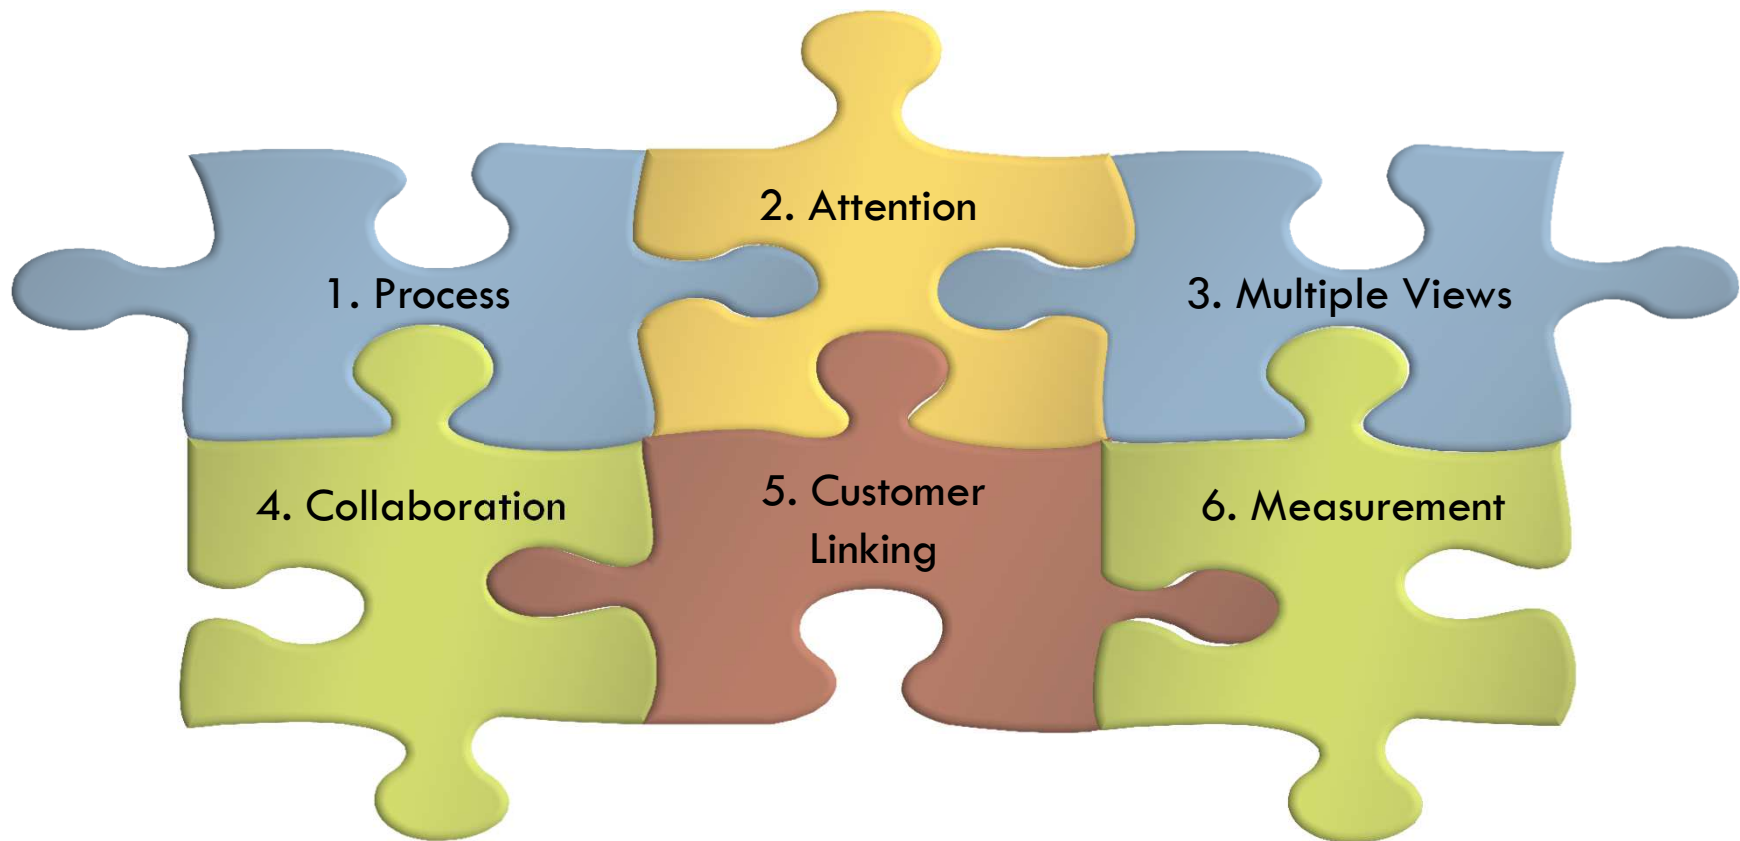 1. Process
2. Attention
3. Multiple Views
4. Collaboration
5. Customer
Linking
6. Measurement